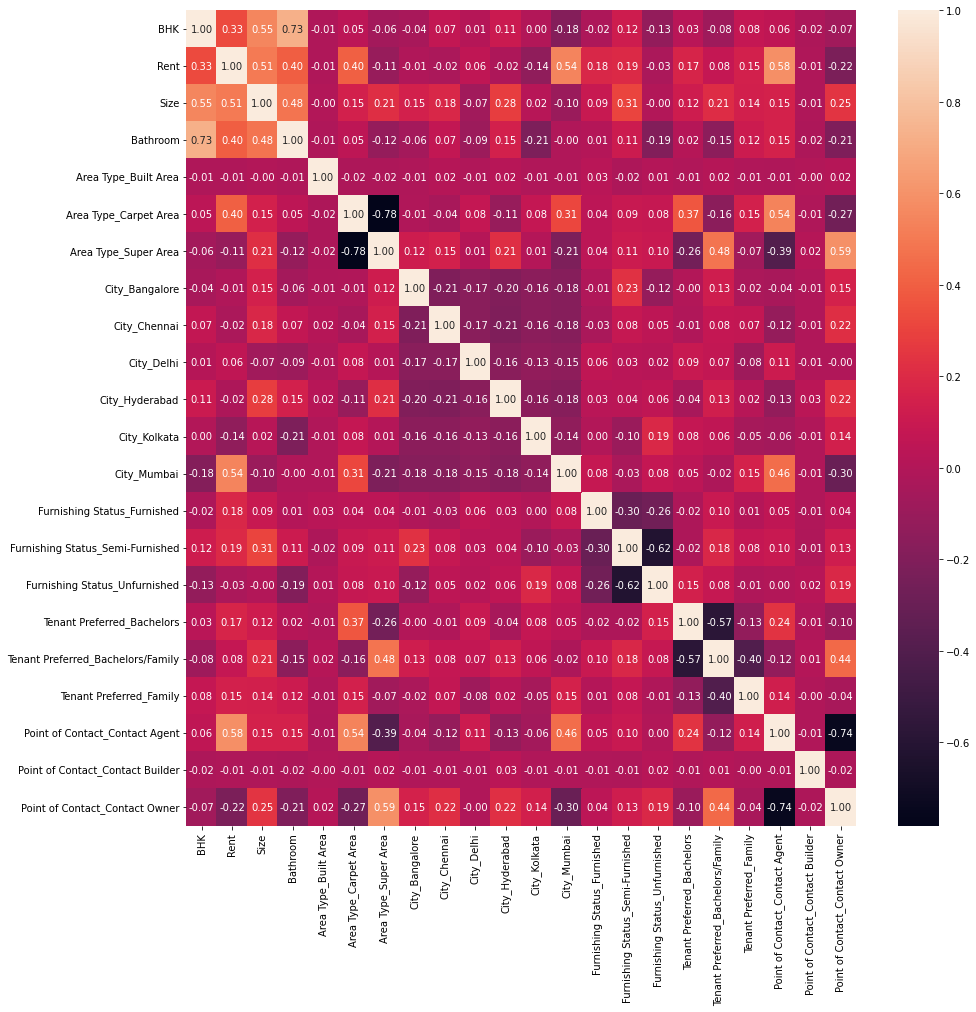 BHK 1.00 0.33 0.55 0.73 -0.01 0.05 -0.06 -0.04 0.07 0.01 0.11 0.00 -0.18 -0.02 0.12 -0.13 0.03 -0.08 0.08 0.06 -0.02 -0.07
Rent 0.33 1.00 0.51 0.40 -0.01 0.40 -0.11 -0.01 -0.02 0.06 -0.02 -0.14 0.54 0.18 0.19 -0.03 0.17 0.08 0.15 0.58 -0.01 -0.22
Size 0.55 0.51 1.00 0.48 -0.00 0.15 0.21 0.15 0.18 -0.07 0.28 0.02 -0.10 0.09 0.31 -0.00 0.12 0.21 0.14 0.15 -0.01 0.25
Bathroom 0.73 0.40 0.48 1.00 -0.01 0.05 -0.12 -0.06 0.07 -0.09 0.15 -0.21 -0.00 0.01 0.11 -0.19 0.02 -0.15 0.12 0.15 -0.02 -0.21
Area Type_Built Area -0.01 -0.01 -0.00 -0.01 1.00 -0.02 -0.02 -0.01 0.02 -0.01 0.02 -0.01 -0.01 0.03 -0.02 0.01 -0.01 0.02 -0.01 -0.01 -0.00 0.02
Area Type_Carpet Area 0.05 0.40 0.15 0.05 -0.02 1.00 -0.78 -0.01 -0.04 0.08 -0.11 0.08 0.31 0.04 0.09 0.08 0.37 -0.16 0.15 0.54 -0.01 -0.27
Area Type_Super Area -0.06 -0.11 0.21 -0.12 -0.02 -0.78 1.00 0.12 0.15 0.01 0.21 0.01 -0.21 0.04 0.11 0.10 -0.26 0.48 -0.07 -0.39 0.02 0.59
City_Bangalore -0.04 -0.01 0.15 -0.06 -0.01 -0.01 0.12 1.00 -0.21 -0.17 -0.20 -0.16 -0.18 -0.01 0.23 -0.12 -0.00 0.13 -0.02 -0.04 -0.01 0.15
City_Chennai 0.07 -0.02 0.18 0.07 0.02 -0.04 0.15 -0.21 1.00 -0.17 -0.21 -0.16 -0.18 -0.03 0.08 0.05 -0.01 0.08 0.07 -0.12 -0.01 0.22
City_Delhi 0.01 0.06 -0.07 -0.09 -0.01 0.08 0.01 -0.17 -0.17 1.00 -0.16 -0.13 -0.15 0.06 0.03 0.02 0.09 0.07 -0.08 0.11 -0.01 -0.00
City_Hyderabad 0.11 -0.02 0.28 0.15 0.02 -0.11 0.21 -0.20 -0.21 -0.16 1.00 -0.16 -0.18 0.03 0.04 0.06 -0.04 0.13 0.02 -0.13 0.03 0.22
City_Kolkata 0.00 -0.14 0.02 -0.21 -0.01 0.08 0.01 -0.16 -0.16 -0.13 -0.16 1.00 -0.14 0.00 -0.10 0.19 0.08 0.06 -0.05 -0.06 -0.01 0.14
City_Mumbai -0.18 0.54 -0.10 -0.00 -0.01 0.31 -0.21 -0.18 -0.18 -0.15 -0.18 -0.14 1.00 0.08 -0.03 0.08 0.05 -0.02 0.15 0.46 -0.01 -0.30
Furnishing Status_Furnished -0.02 0.18 0.09 0.01 0.03 0.04 0.04 -0.01 -0.03 0.06 0.03 0.00 0.08 1.00 -0.30 -0.26 -0.02 0.10 0.01 0.05 -0.01 0.04
Furnishing Status_Semi-Furnished 0.12 0.19 0.31 0.11 -0.02 0.09 0.11 0.23 0.08 0.03 0.04 -0.10 -0.03 -0.30 1.00 -0.62 -0.02 0.18 0.08 0.10 -0.01 0.13
Furnishing Status_Unfurnished -0.13 -0.03 -0.00 -0.19 0.01 0.08 0.10 -0.12 0.05 0.02 0.06 0.19 0.08 -0.26 -0.62 1.00 0.15 0.08 -0.01 0.00 0.02 0.19
Tenant Preferred_Bachelors 0.03 0.17 0.12 0.02 -0.01 0.37 -0.26 -0.00 -0.01 0.09 -0.04 0.08 0.05 -0.02 -0.02 0.15 1.00 -0.57 -0.13 0.24 -0.01 -0.10
Tenant Preferred_Bachelors/Family -0.08 0.08 0.21 -0.15 0.02 -0.16 0.48 0.13 0.08 0.07 0.13 0.06 -0.02 0.10 0.18 0.08 -0.57 1.00 -0.40 -0.12 0.01 0.44
Tenant Preferred_Family 0.08 0.15 0.14 0.12 -0.01 0.15 -0.07 -0.02 0.07 -0.08 0.02 -0.05 0.15 0.01 0.08 -0.01 -0.13 -0.40 1.00 0.14 -0.00 -0.04
Point of Contact_Contact Agent 0.06 0.58 0.15 0.15 -0.01 0.54 -0.39 -0.04 -0.12 0.11 -0.13 -0.06 0.46 0.05 0.10 0.00 0.24 -0.12 0.14 1.00 -0.01 -0.74
Point of Contact_Contact Builder -0.02 -0.01 -0.01 -0.02 -0.00 -0.01 0.02 -0.01 -0.01 -0.01 0.03 -0.01 -0.01 -0.01 -0.01 0.02 -0.01 0.01 -0.00 -0.01 1.00 -0.02
Point of Contact_Contact Owner -0.07 -0.22 0.25 -0.21 0.02 -0.27 0.59 0.15 0.22 -0.00 0.22 0.14 -0.30 0.04 0.13 0.19 -0.10 0.44 -0.04 -0.74 -0.02 1.00
BHK
Rent
Size
Bathroom
Area Type_Built Area
Area Type_Carpet Area
Area Type_Super Area
City_Bangalore
City_Chennai
City_Delhi
City_Hyderabad
City_Kolkata
City_Mumbai
Furnishing Status_Furnished
Furnishing Status_Semi-Furnished
Furnishing Status_Unfurnished
Tenant Preferred_Bachelors
Tenant Preferred_Bachelors/Family
Tenant Preferred_Family
Point of Contact_Contact Agent
Point of Contact_Contact Builder
Point of Contact_Contact Owner
1.0
0.8
0.6
0.4
0.2
0.0
−0.2
−0.4
−0.6